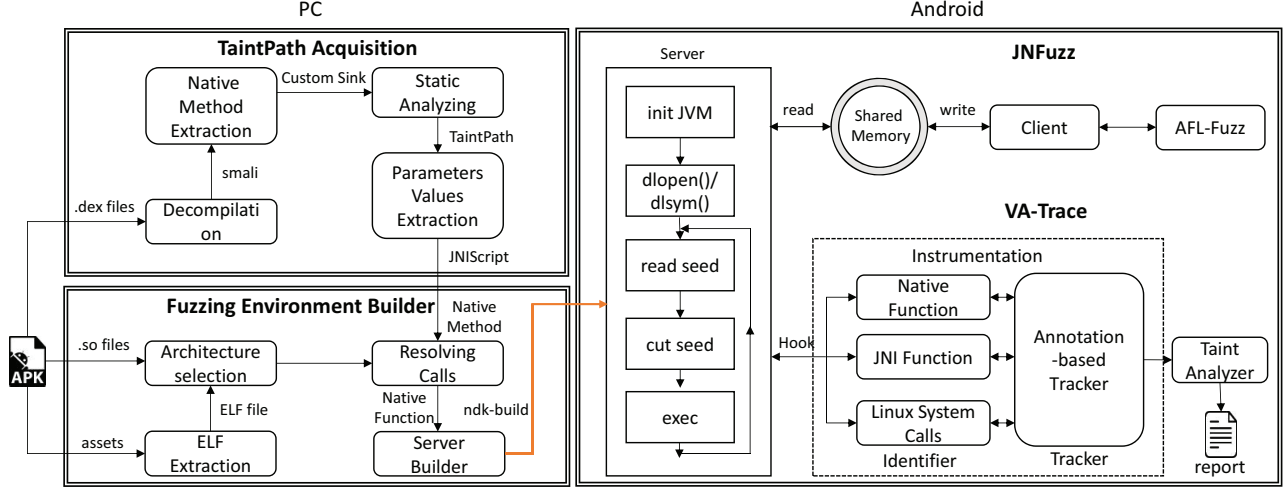 PC
Android
TaintPath Acquisition
Native
Method
Extraction
Custom Sink
Static
Analyzing
TaintPath
smali
Parameters
Values
Extraction
.dex files
Decompilati
on
JNIScript
Fuzzing Environment Builder
Native
Method
.so files
Architecture
selection
Resolving
Calls
ELF file
Native
Function
ndk-build
APK
assets
ELF
Extraction
Server
Builder
Server
JNFuzz
init JVM
read
Shared
Memory
write
Client
AFL-Fuzz
dlopen()/
dlsym()
VA-Trace
read seed
Instrumentation
Native
Function
cut seed
Hook
JNI Function
Annotation
-based
Tracker
Taint
Analyzer
exec
Linux System
Calls
Identifier
Tracker
report